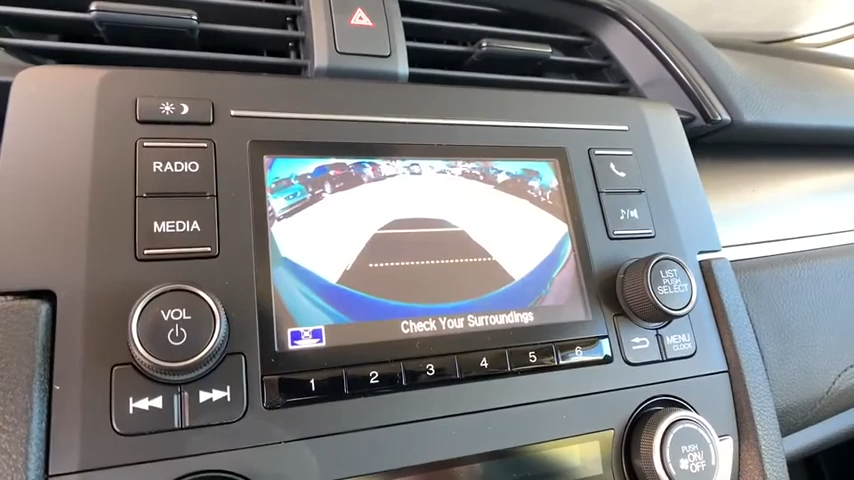 RADIO
MEDIA
VOL
Check Your Surroundings
1 2 3 4 5 6
LIST
PUSH
SELECT
MENU
CLOCK
PUSH
ON/
OFF